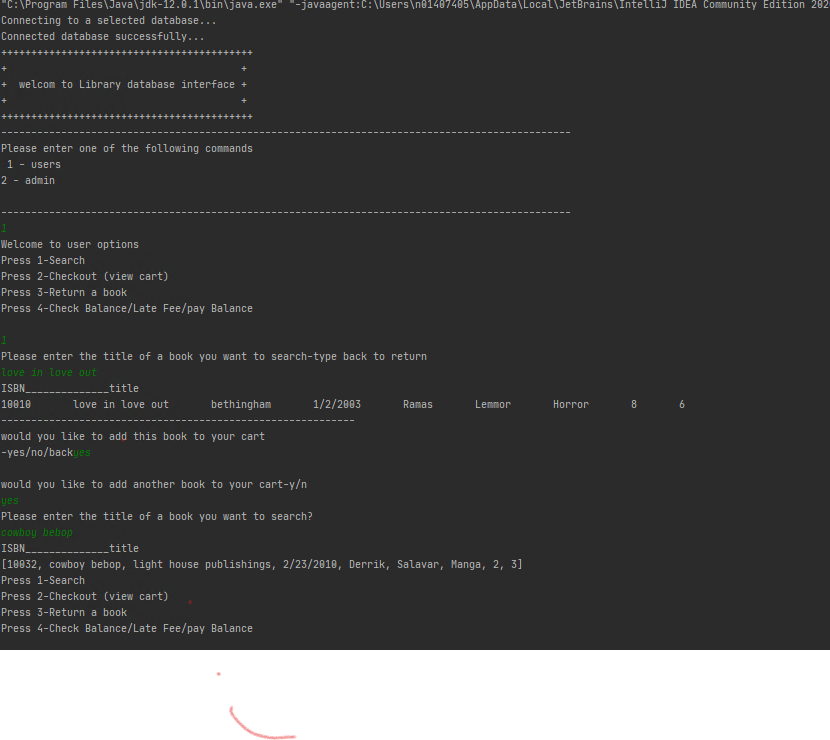 "C:\Program Files\Java\jdk-12.0.1\bin\java.exe" "-javaagent:C:\Users\n01407405\AppData\Local\JetBrains\IntelliJ IDEA Community Edition 202
Connecting to a selected database...
Connected database successfully...
++++++++++++++++++++++++++++++++++++++++++
+                                       +
+  welcom to Library database interface +
+                                       +
++++++++++++++++++++++++++++++++++++++++++
-----------------------------------------------------------------------------------------------
Please enter one of the following commands
 1 - users
2 - admin
-----------------------------------------------------------------------------------------------
1
Welcome to user options
Press 1-Search
Press 2-Checkout (view cart)
Press 3-Return a book
Press 4-Check Balance/Late Fee/pay Balance
1
Please enter the title of a book you want to search-type back to return
love in love out
ISBN______________title
10010       love in love out       bethingham       1/2/2003       Ramas       Lemmor       Horror       8       6
-----------------------------------------------------------
would you like to add this book to your cart
-yes/no/backyes
would you like to add another book to your cart-y/n
yes
Please enter the title of a book you want to search?
cowboy bebop
ISBN______________title
[10032, cowboy bebop, light house publishings, 2/23/2010, Derrik, Salavar, Manga, 2, 3]
Press 1-Search
Press 2-Checkout (view cart)
Press 3-Return a book
Press 4-Check Balance/Late Fee/pay Balance